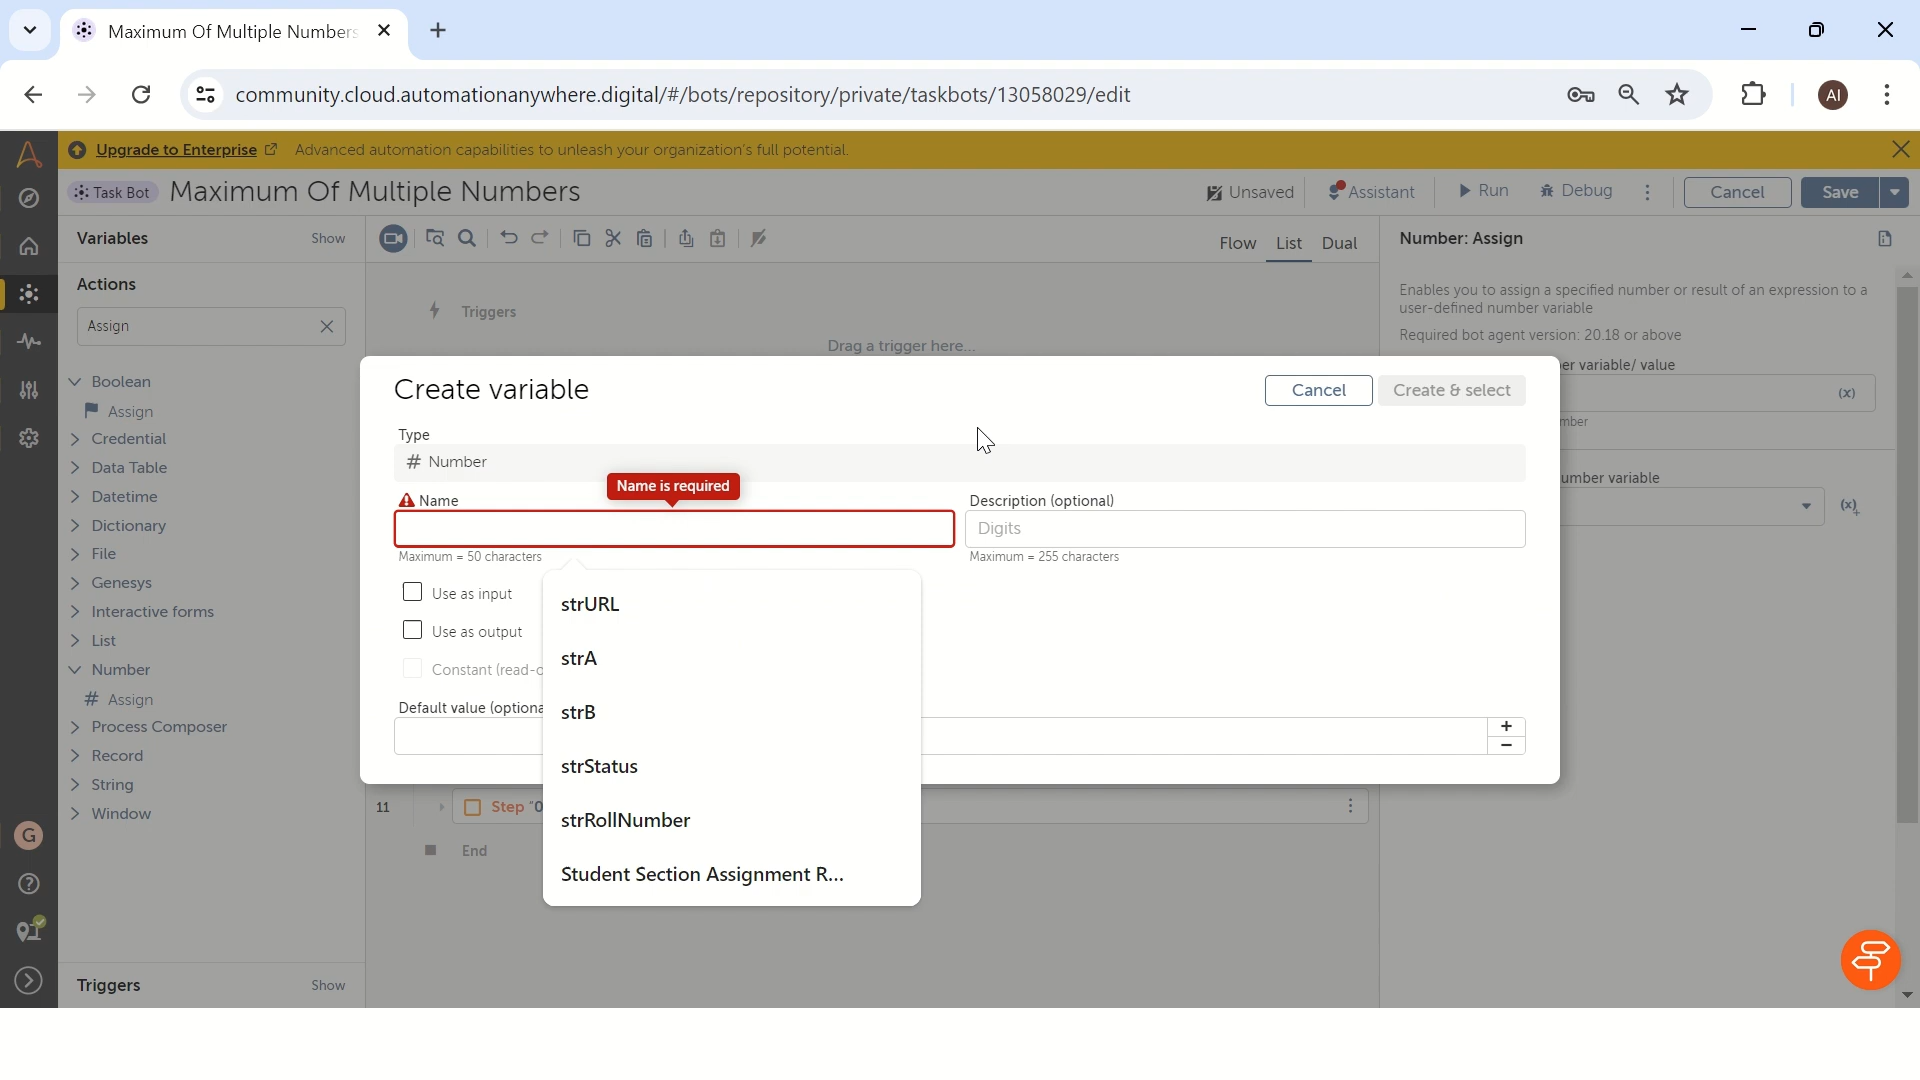 Maximum Of Multiple Numbers
community.cloud.automationanywhere.digital/#/bots/repository/private/taskbots/13058029/edit
AI
Upgrade to Enterprise Advanced automation capabilities to unleash your organization's full potential.
Task Bot Maximum Of Multiple Numbers
Unsaved Assistant Run Debug Cancel Save
Variables Show
Flow List Dual
Number: Assign
Actions
Assign
Triggers
Drag a trigger here...
Enables you to assign a specified number or result of an expression to a
user-defined number variable
Required bot agent version: 20.18 or above
er variable/ value
(x)
mber
umber variable
(x)+
Boolean
Assign
Credential
Data Table
Datetime
Dictionary
File
Genesys
Interactive forms
List
Number
# Assign
Process Composer
Record
String
Window
Create variable
Cancel Create & select
Type
# Number
Name is required
Name
Description (optional)
Digits
Maximum = 50 characters
Maximum = 255 characters
Use as input
Use as output
Constant (read-o
Default value (optiona
+
−
strURL
strA
strB
strStatus
strRollNumber
Student Section Assignment R...
11 Step "0
End
G
Triggers Show